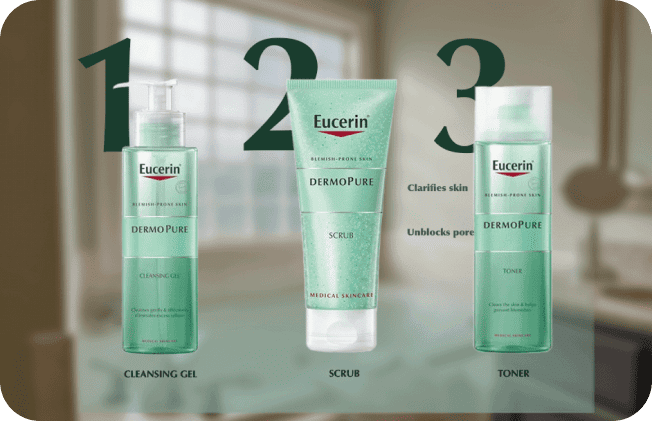 1
2
3
Eucerin
BLEMISH-PRONE SKIN
DERMOPURE
CLEANSING GEL
Eucerin
BLEMISH-PRONE SKIN
DERMOPURE
SCRUB
MEDICAL SKINCARE
Clarifies skin
Unblocks pore
Eucerin
BLEMISH-PRONE SKIN
DERMOPURE
TONER
MEDICAL SKINCARE
CLEANSING GEL
SCRUB
TONER